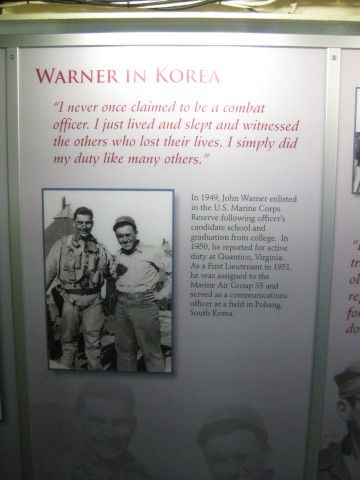 WARNER IN KOREA
"I never once claimed to be a combat
officer. I just lived and slept and witnessed
the others who lost their lives. I simply did
my duty like many others."
In 1949, John Warner enlisted
in the U.S. Marine Corps
Reserve following officer's
candidate school and
graduation from college. In
1950, he reported for active
duty at Quantico, Virginia.
As a First Lieutenant in 1951,
he was assigned to the
Marine Air Group 33 and
served as a communications
officer at a field in Pohang,
South Korea.